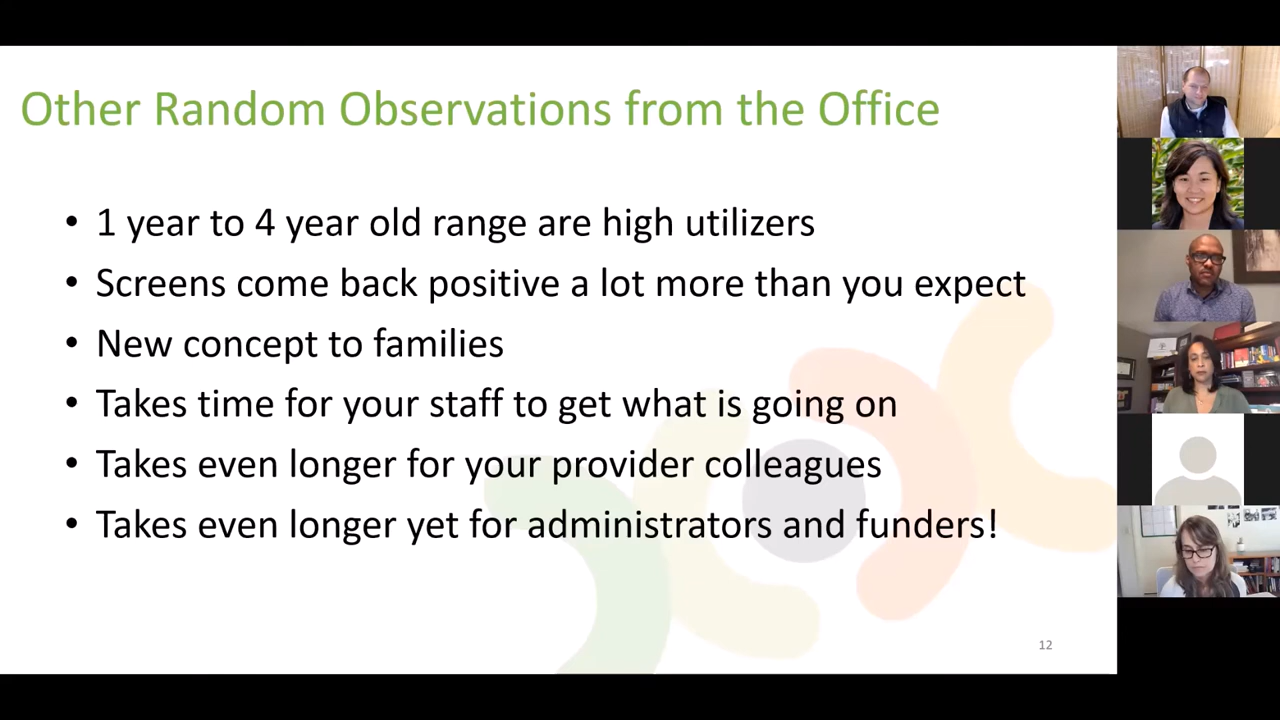 Other Random Observations from the Office
• 1 year to 4 year old range are high utilizers
• Screens come back positive a lot more than you expect
• New concept to families
• Takes time for your staff to get what is going on
• Takes even longer for your provider colleagues
• Takes even longer yet for administrators and funders!
12